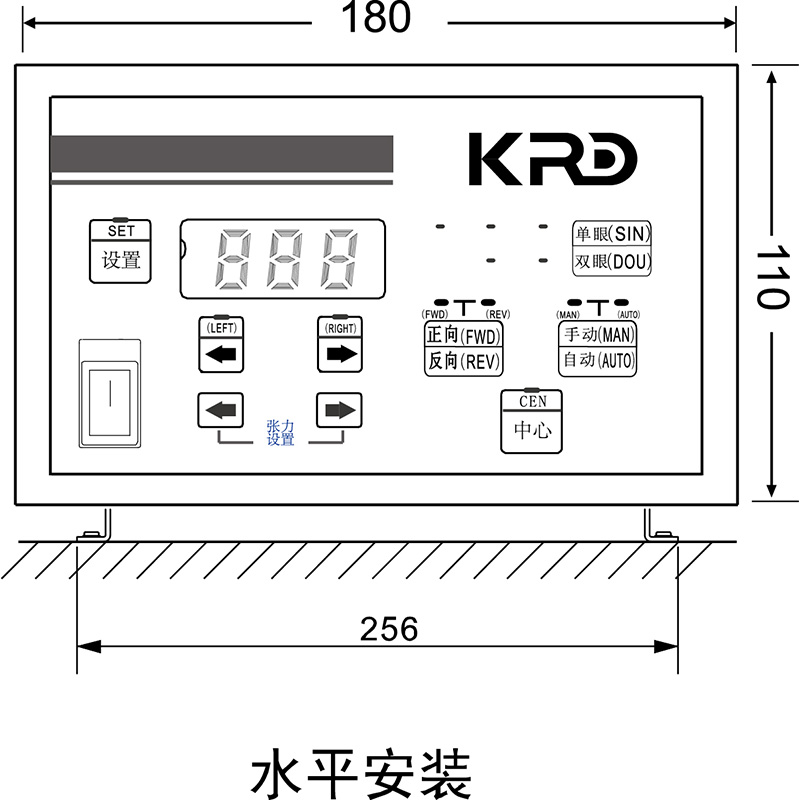 180
KRD
110
SET
设置
888
单眼(SIN)
双眼(DOU)
(LEFT)
(RIGHT)
(FWD)
(REV)
正向(FWD)
反向(REV)
(MAN)
(AUTO)
手动(MAN)
自动(AUTO)
张力
设置
CEN
中心
256
水平安装